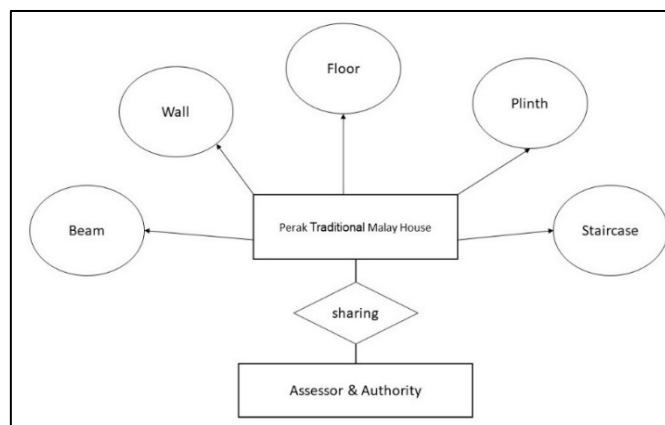 Floor
Wall
Plinth
Beam
Perak Traditional Malay House
Staircase
sharing
Assessor & Authority